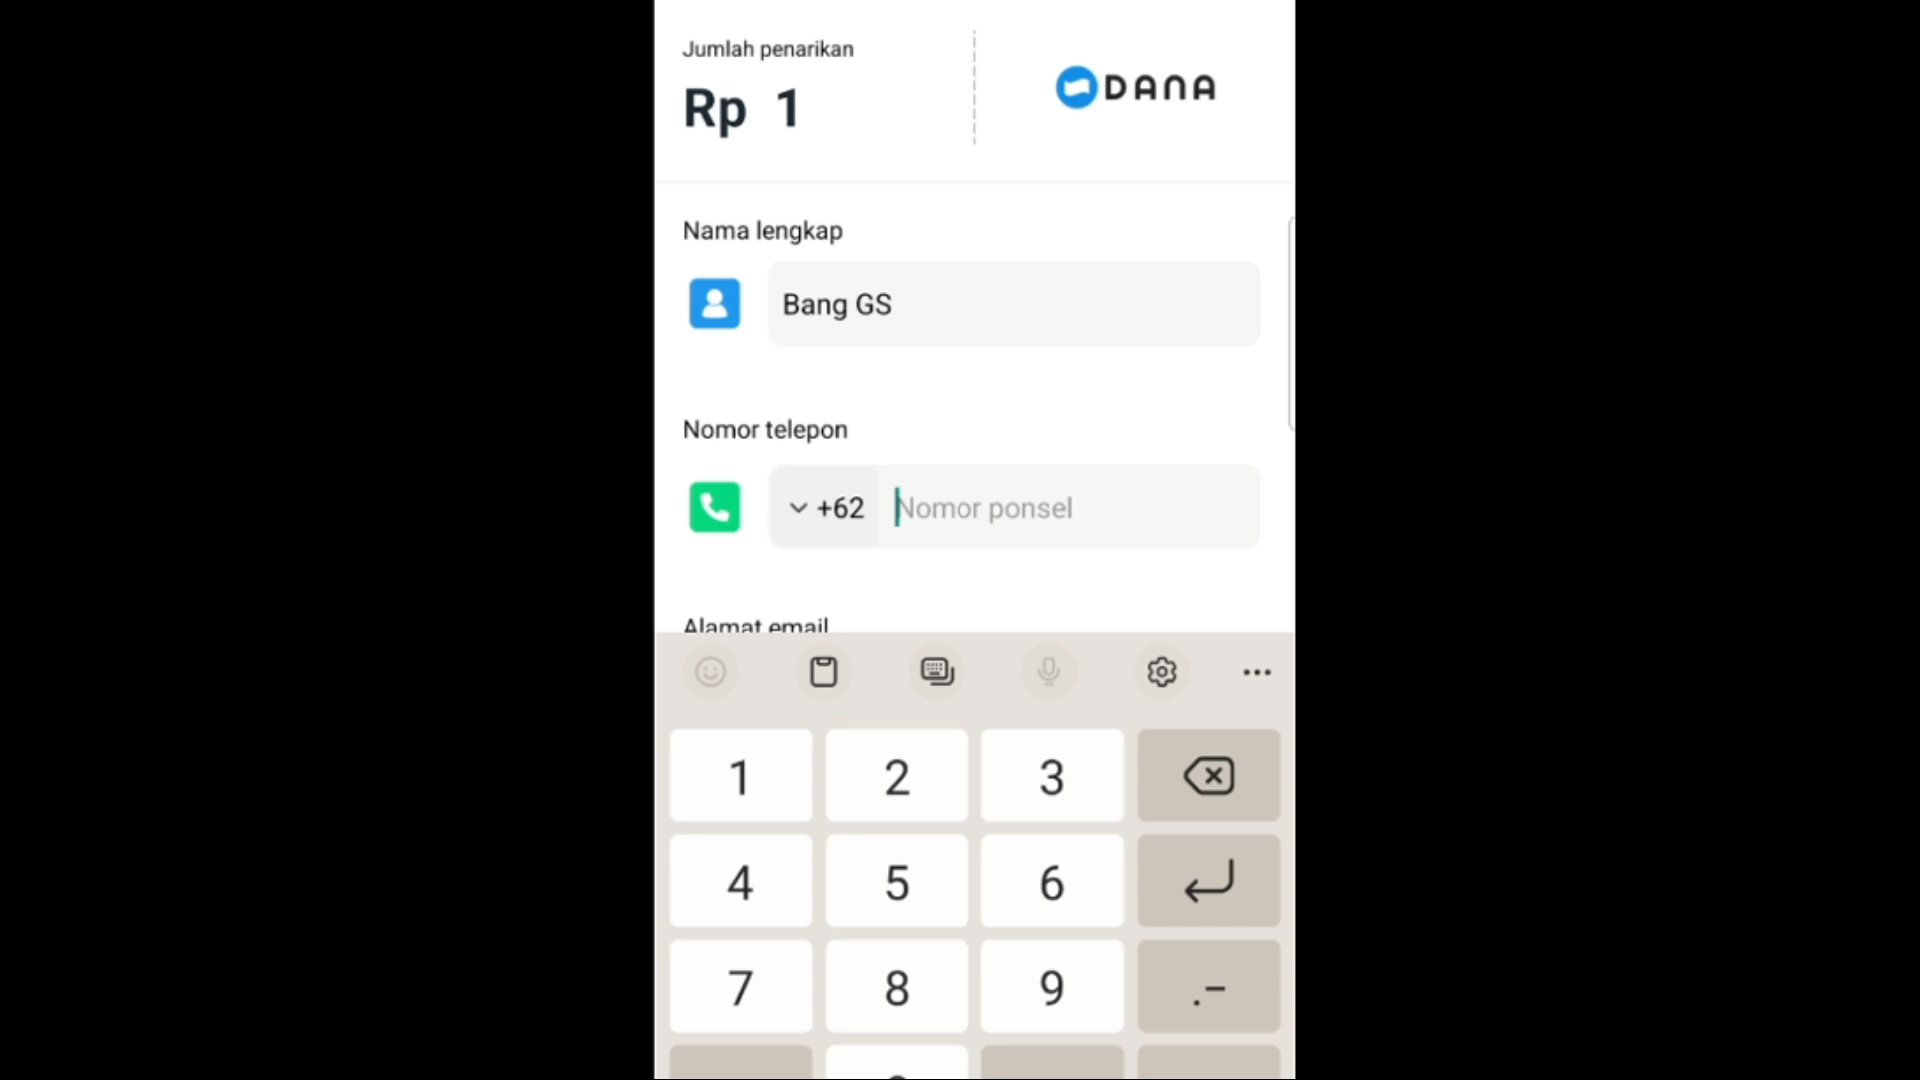 Jumlah penarikan
Rp 1
DANA
Nama lengkap
Bang GS
Nomor telepon
+62 Nomor ponsel
Alamat email
1 2 3
4 5 6
7 8 9 .-